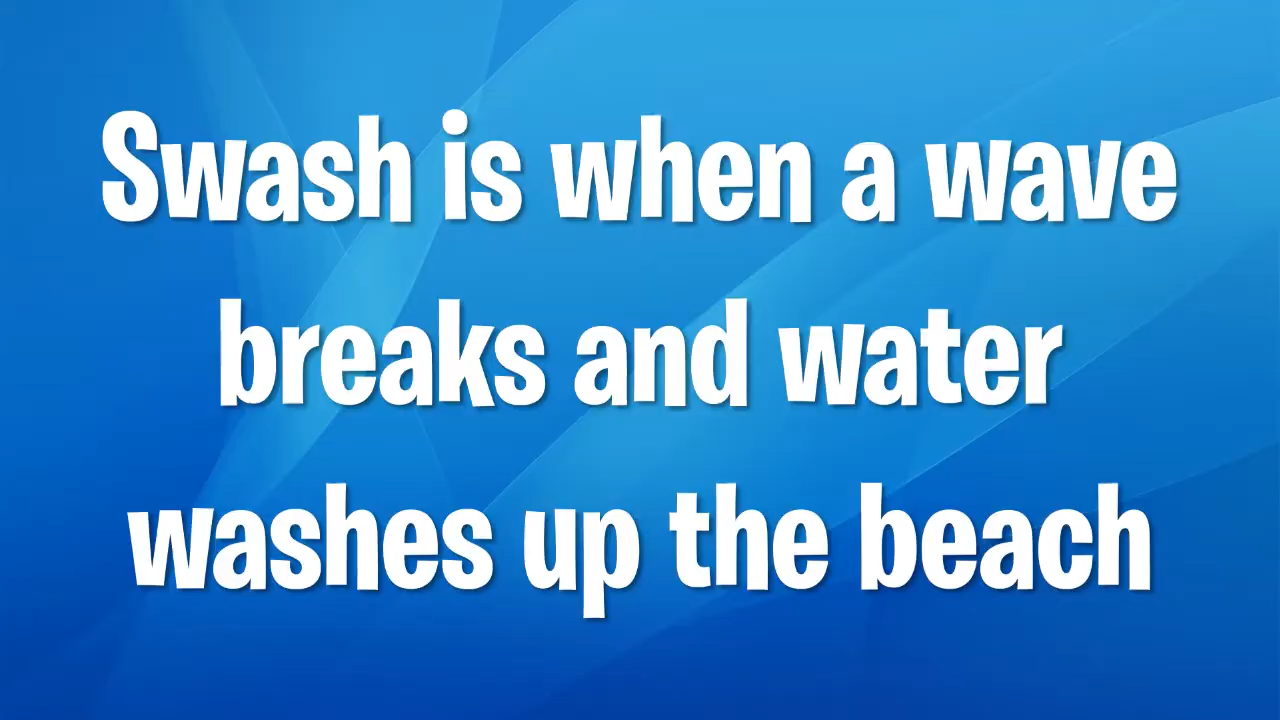 Swash is when a wave
breaks and water
washes up the beach